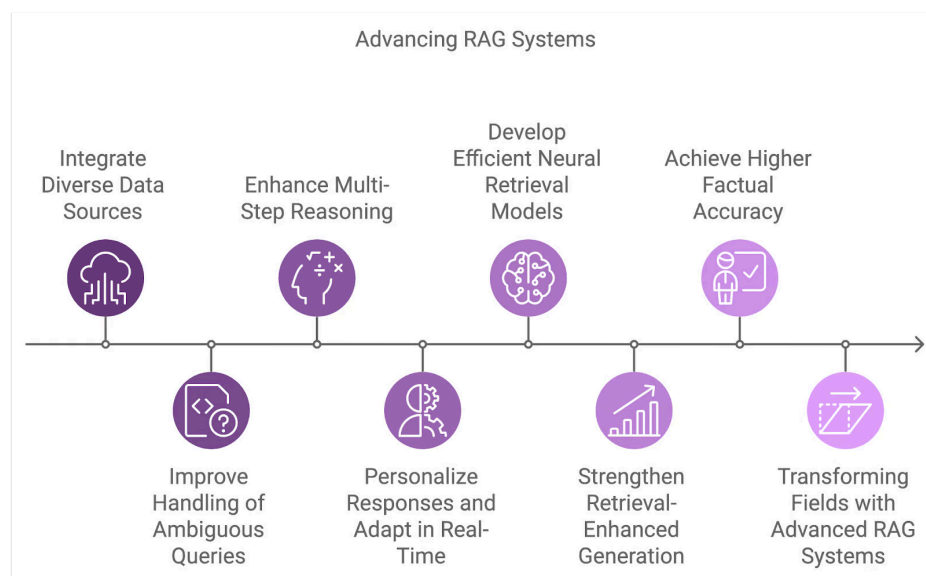 Advancing RAG Systems
Integrate
Diverse Data
Sources
Improve
Handling of
Ambiguous
Queries
Enhance Multi-
Step Reasoning
Personalize
Responses and
Adapt in Real-
Time
Develop
Efficient Neural
Retrieval
Models
Strengthen
Retrieval-
Enhanced
Generation
Achieve Higher
Factual
Accuracy
Transforming
Fields with
Advanced RAG
Systems